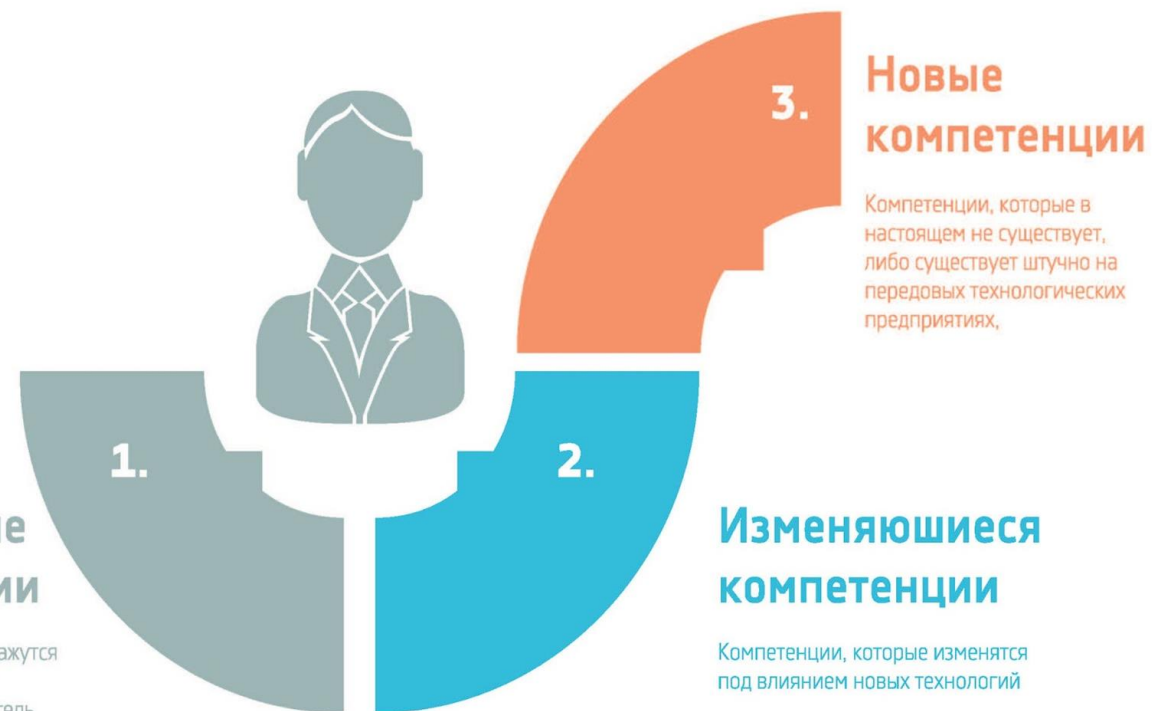 3.
Новые
компетенции
Компетенции, которые в
настоящем не существует,
либо существует штучно на
передовых технологических
предприятиях,
1.
2.
Изменяюшиеся
компетенции
Компетенции, которые изменятся
под влиянием новых технологий